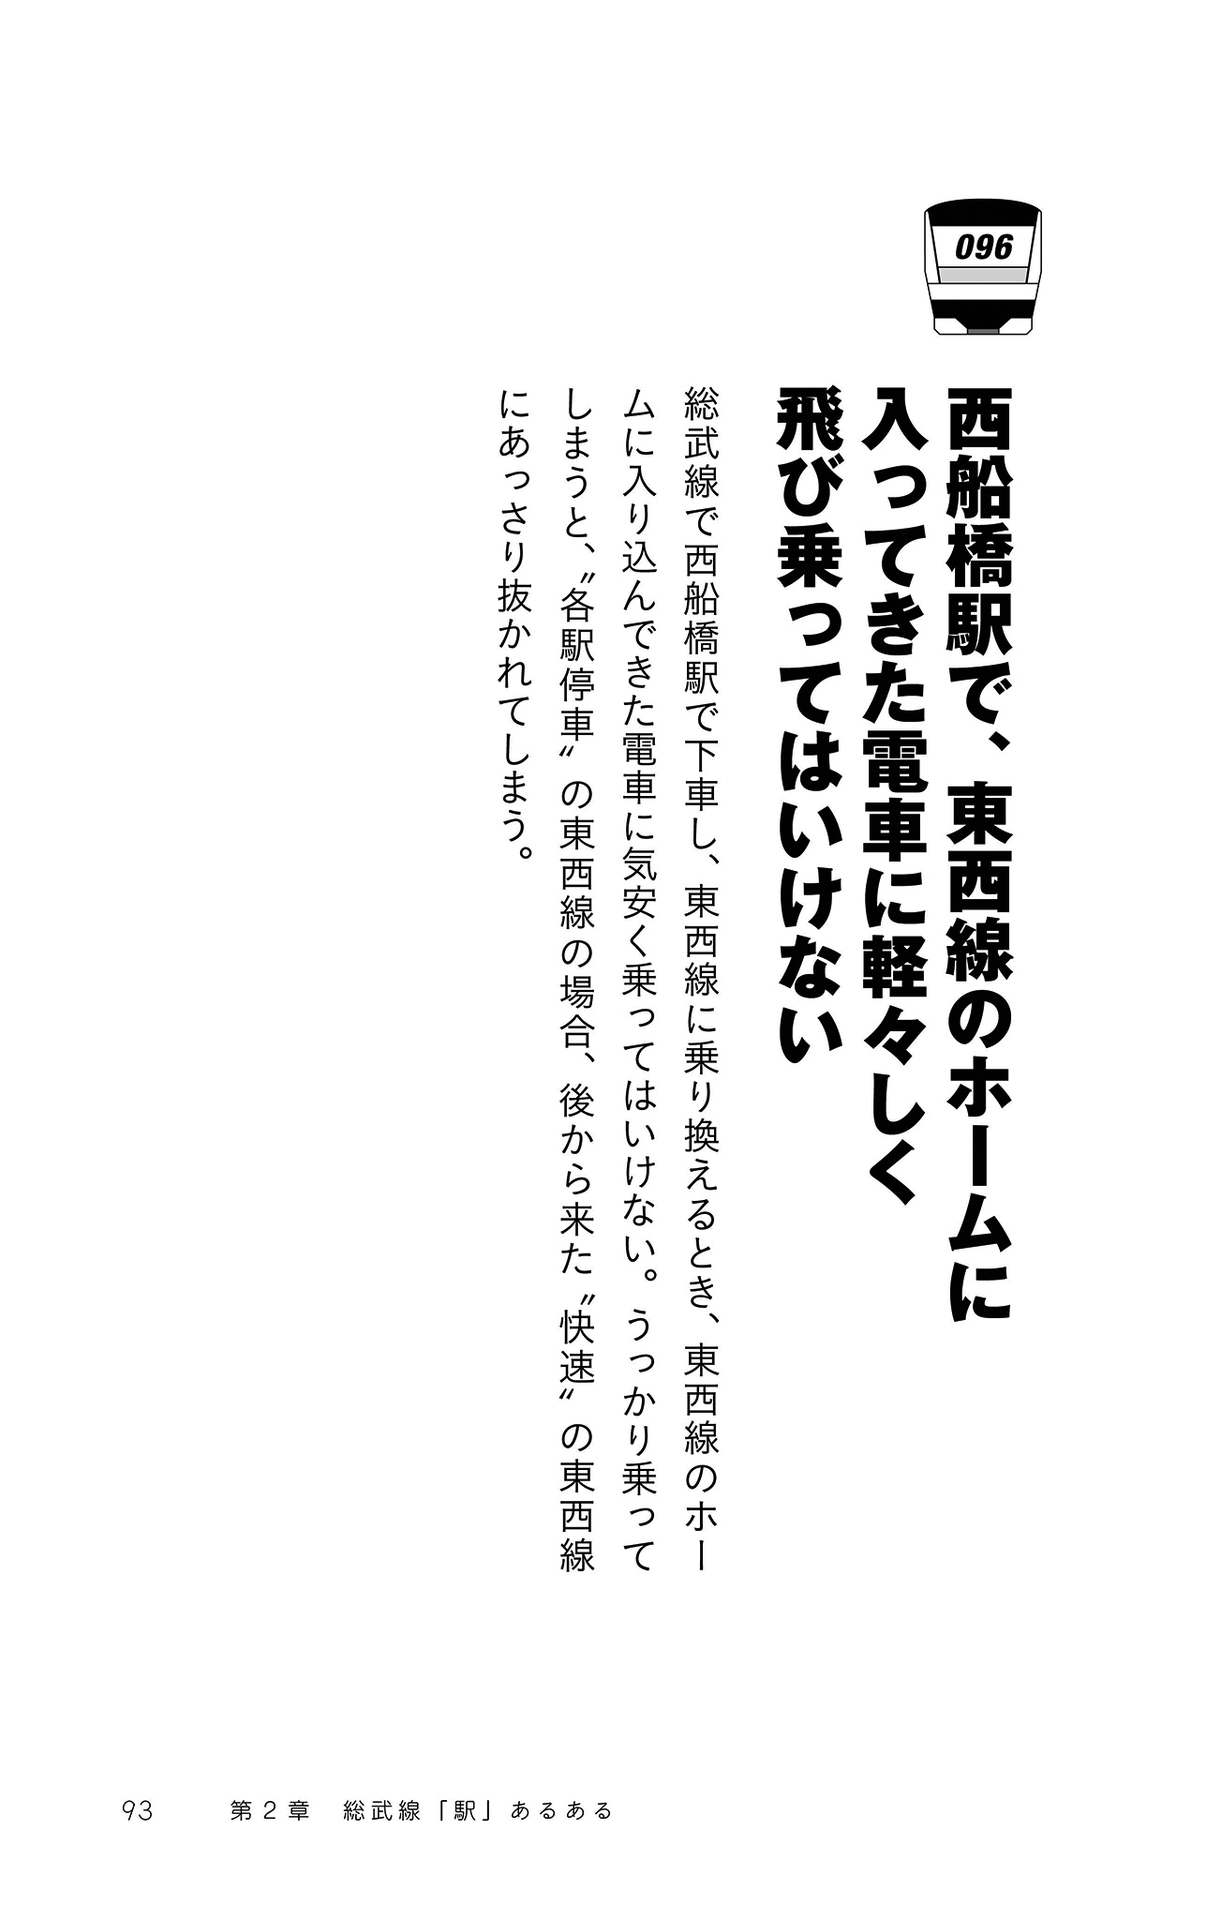 096
西船橋駅で、東西線のホームに
入ってきた電車に軽々しく
飛び乗ってはいけない
総武線で西船橋駅で下車し、東西線に乗り換えるとき、東西線のホー
ムに入り込んできた電車に気安く乗ってはいけない。うっかり乗って
しまうと、〝各駅停車〟の東西線の場合、後から来た〝快速〟の東西線
にあっさり抜かれてしまう。
93　第2章　総武線「駅」あるある